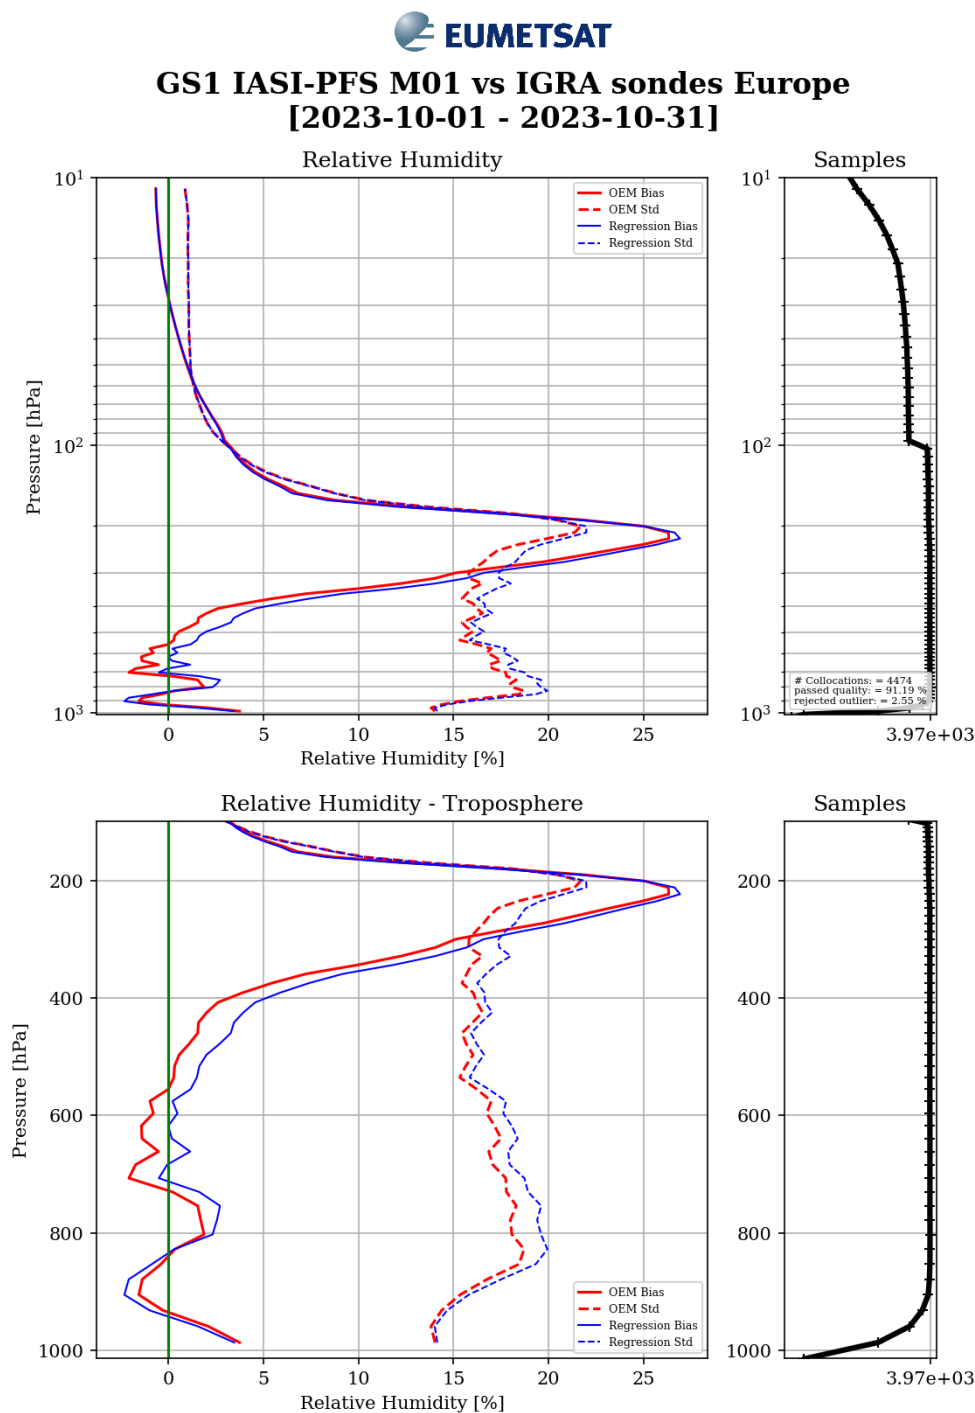 EUMETSAT
GS1 IASI-PFS M01 vs IGRA sondes Europe
[2023-10-01 - 2023-10-31]
Relative Humidity
Samples
Pressure [hPa]
10¹
10²
10³
OEM Bias
OEM Std
Regression Bias
Regression Std
0 5 10 15 20 25
Relative Humidity [%]
10¹
10²
10³
# Collocations: = 4474
passed quality: = 91.19 %
rejected outlier: = 2.55 %
3.97e+03
Relative Humidity - Troposphere
Samples
Pressure [hPa]
200
400
600
800
1000
OEM Bias
OEM Std
Regression Bias
Regression Std
0 5 10 15 20 25
Relative Humidity [%]
200
400
600
800
1000
3.97e+03